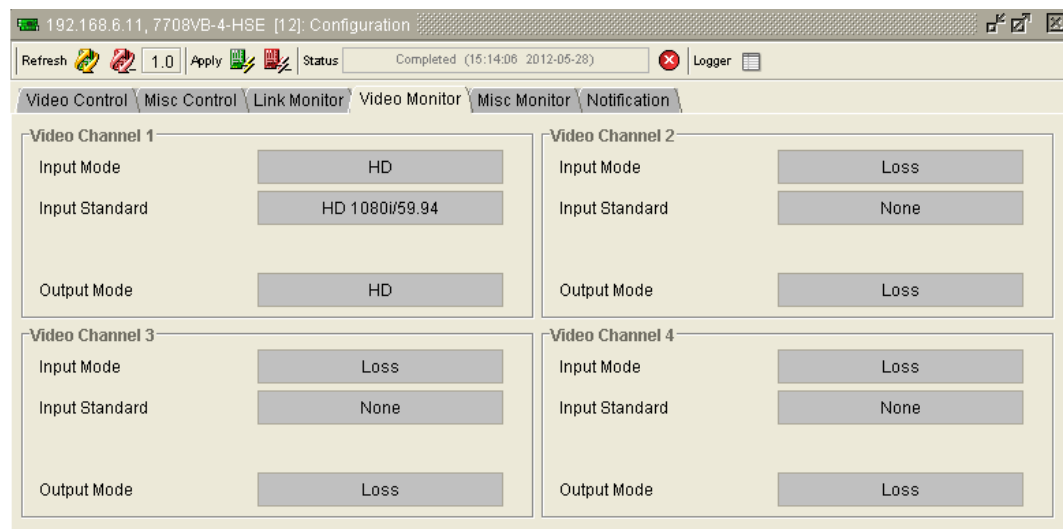 192.168.6.11, 7708VB-4-HSE [12]: Configuration
Refresh 1.0 Apply Status Completed (15:14:06 2012-05-28) Logger
Video Control Misc Control Link Monitor Video Monitor Misc Monitor Notification
Video Channel 1
Input Mode HD
Input Standard HD 1080i/59.94
Output Mode HD
Video Channel 2
Input Mode Loss
Input Standard None
Output Mode Loss
Video Channel 3
Input Mode Loss
Input Standard None
Output Mode Loss
Video Channel 4
Input Mode Loss
Input Standard None
Output Mode Loss